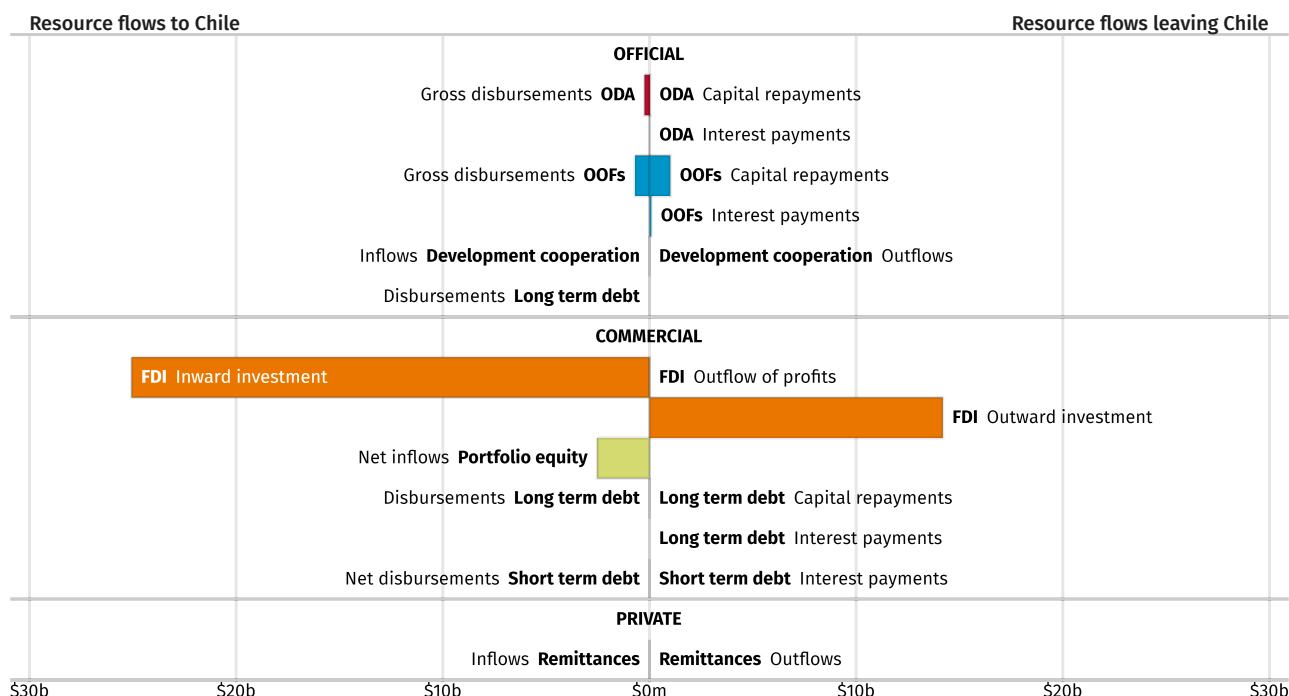 Resource flows to Chile Resource flows leaving Chile
OFFICIAL
Gross disbursements ODA ODA Capital repayments
ODA Interest payments
Gross disbursements OOFs OOFs Capital repayments
OOFs Interest payments
Inflows Development cooperation Development cooperation Outflows
Disbursements Long term debt
COMMERCIAL
FDI Inward investment FDI Outflow of profits
FDI Outward investment
Net inflows Portfolio equity
Disbursements Long term debt Long term debt Capital repayments
Long term debt Interest payments
Net disbursements Short term debt Short term debt Interest payments
PRIVATE
Inflows Remittances Remittances Outflows
$30b $20b $10b $0m $10b $20b $30b